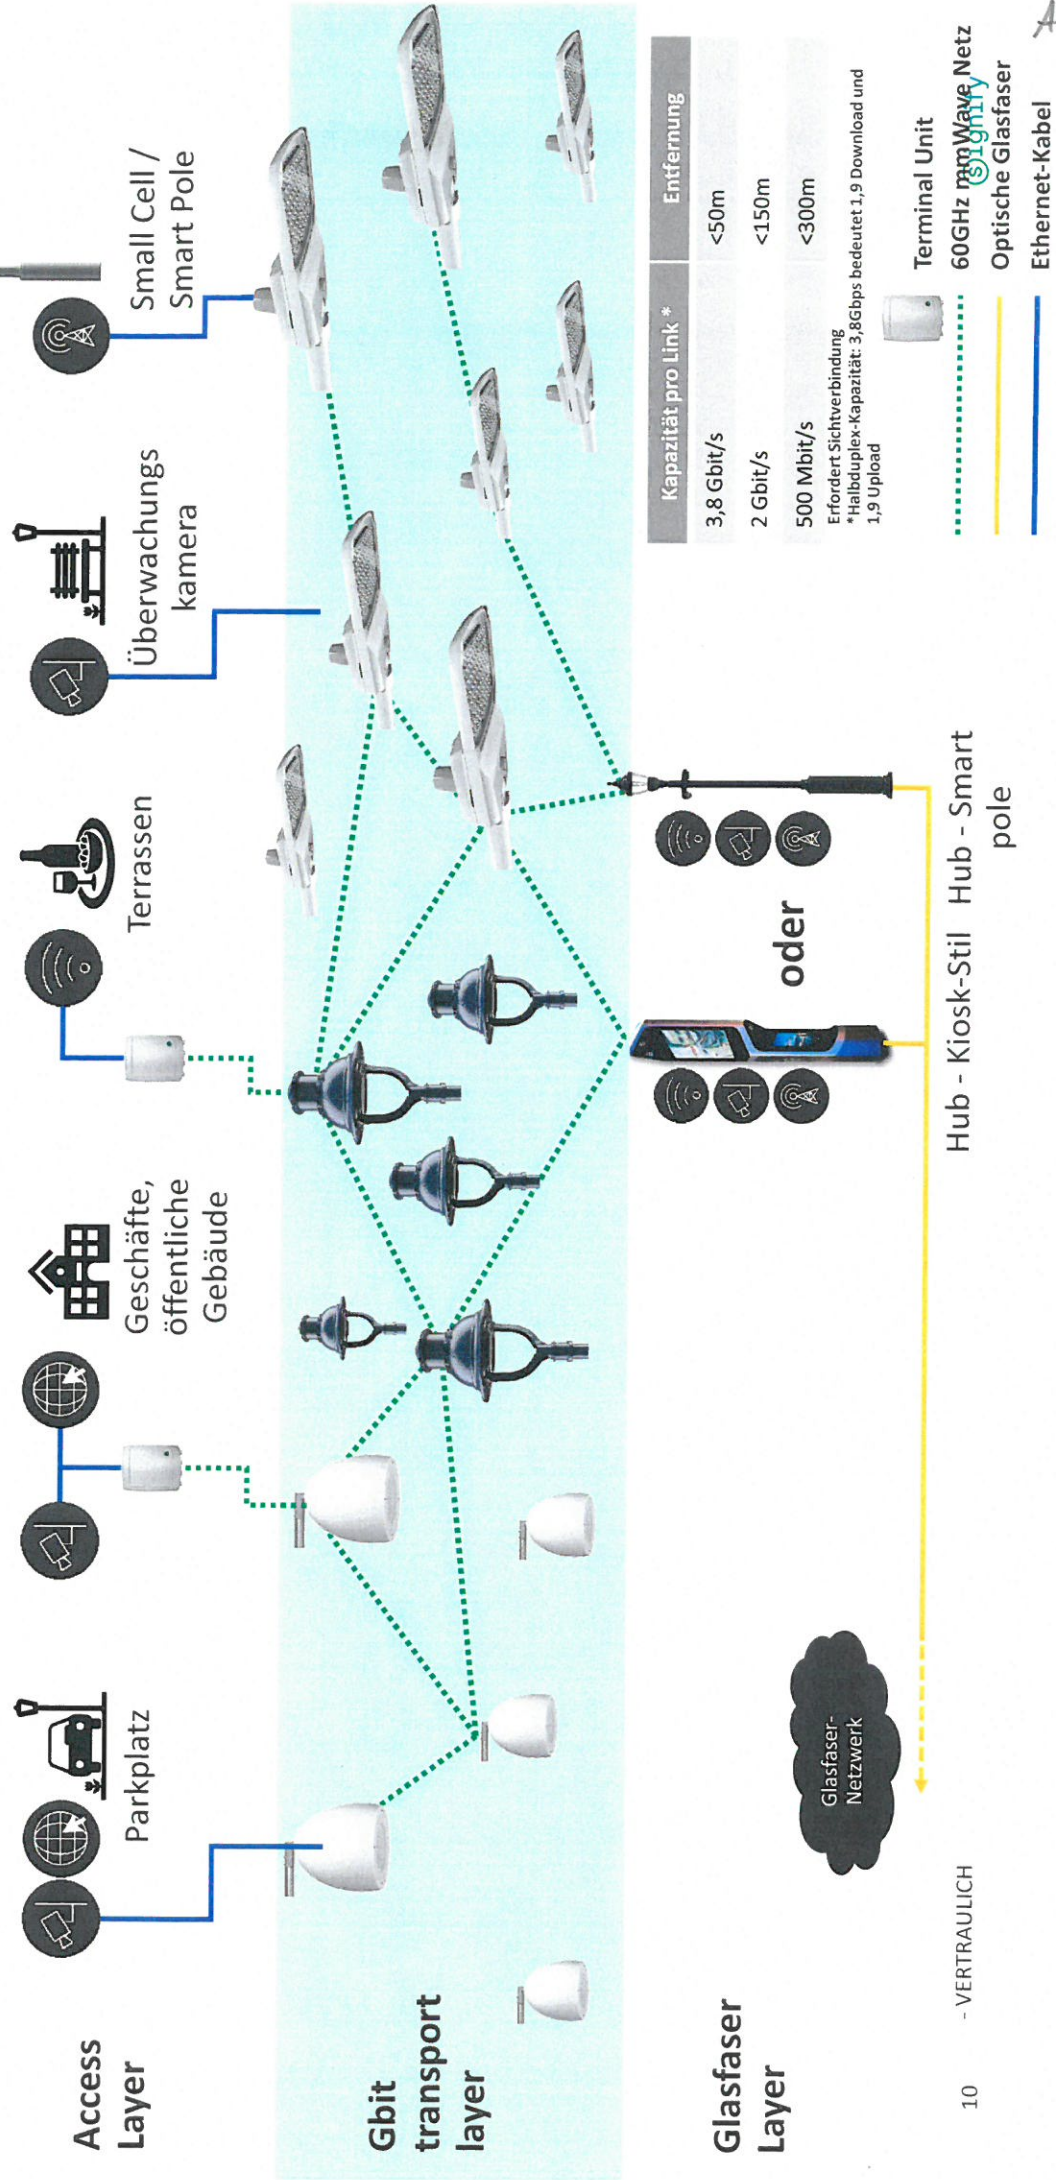 Access
Layer
Parkplatz
Geschäfte,
öffentliche
Gebäude
Terrassen
Überwachungs
kamera
Small Cell /
Smart Pole
Gbit
transport
layer
Kapazität pro Link * Entfernung
3,8 Gbit/s <50m
2 Gbit/s <150m
500 Mbit/s <300m
Erfordert Sichtverbindung
*Halbduplex-Kapazität: 3,8Gbps bedeutet 1,9 Download und
1,9 Upload
Glasfaser
Layer
Glasfaser-
Netzwerk
oder
Hub - Kiosk-Stil
Hub - Smart
pole
Terminal Unit
60GHz mmWave Netz
Signify
Optische Glasfaser
Ethernet-Kabel
10 - VERTRAULICH